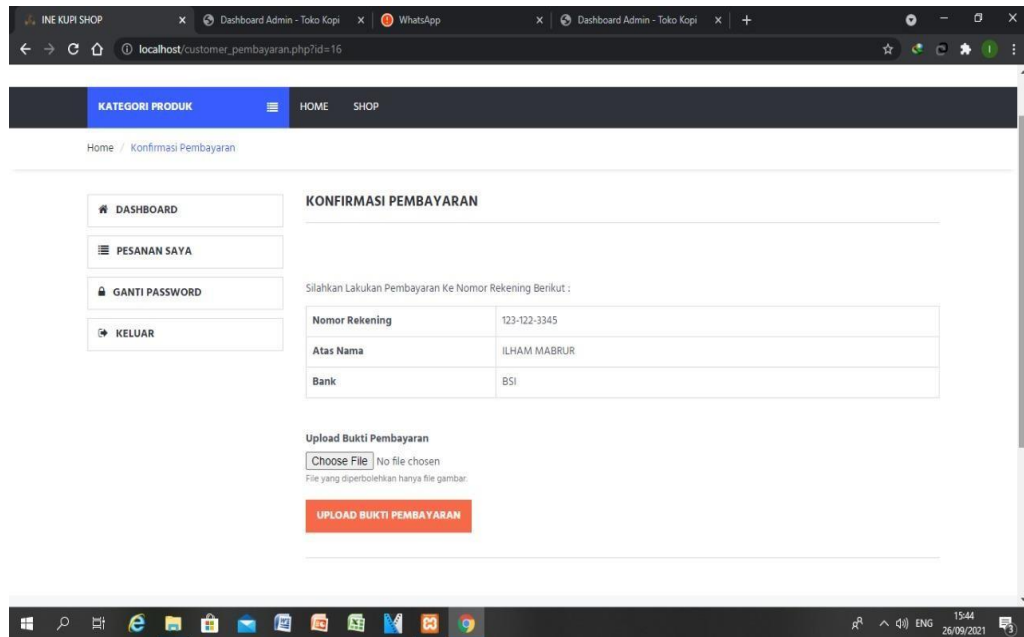 INE KUPI SHOP
Dashboard Admin - Toko Kopi
WhatsApp
Dashboard Admin - Toko Kopi
localhost/customer_pembayaran.php?id=16
I
KATEGORI PRODUK
HOME
SHOP
Home / Konfirmasi Pembayaran
DASHBOARD
PESANAN SAYA
GANTI PASSWORD
KELUAR
KONFIRMASI PEMBAYARAN
Silahkan Lakukan Pembayaran Ke Nomor Rekening Berikut :
Nomor Rekening 123-122-3345
Atas Nama ILHAM MABRUR
Bank BSI
Upload Bukti Pembayaran
Choose File No file chosen
File yang diperbolehkan hanya file gambar.
UPLOAD BUKTI PEMBAYARAN
ENG
15:44
26/09/2021
3